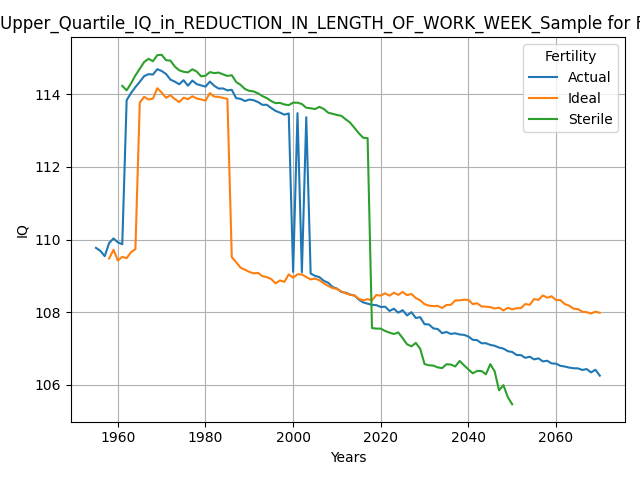 Upper_Quartile_IQ_in_REDUCTION_IN_LENGTH_OF_WORK_WEEK_Sample for
Fertility
Actual
Ideal
Sterile
IQ
114
112
110
108
106
1960
1980
2000
2020
2040
2060
Years